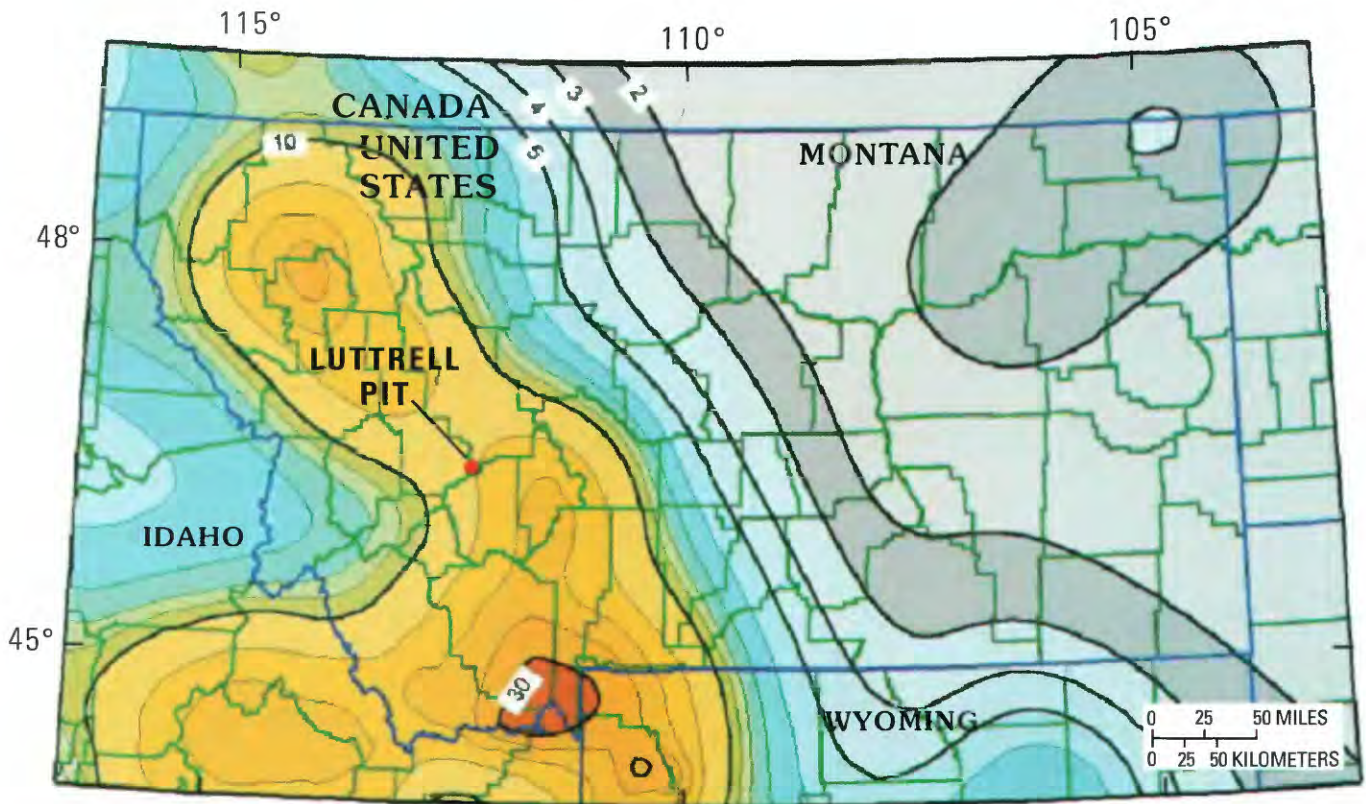 115°
110°
105°
CANADA
UNITED
STATES
MONTANA
10
5
4
3
2
48°
LUTTRELL
PIT
IDAHO
45°
30
WYOMING
0 25 50 MILES
0 25 50 KILOMETERS